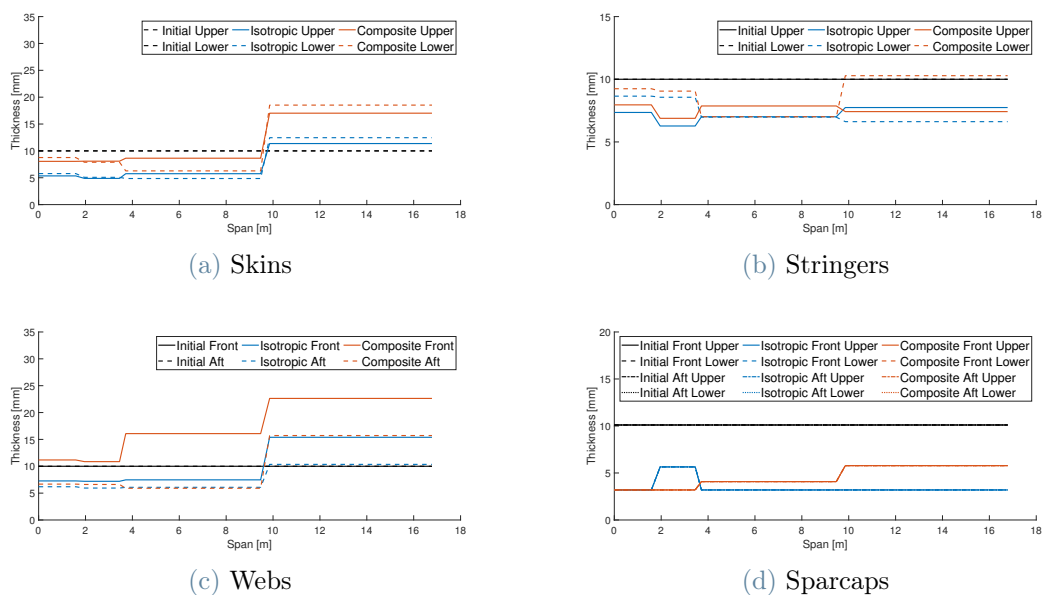 35
30
25
20
15
10
5
0
Thickness [mm]
Initial Upper Isotropic Upper Composite Upper
Initial Lower Isotropic Lower Composite Lower
0 2 4 6 8 10 12 14 16 18
Span [m]
(a) Skins
15
10
5
0
Thickness [mm]
Initial Upper Isotropic Upper Composite Upper
Initial Lower Isotropic Lower Composite Lower
0 2 4 6 8 10 12 14 16 18
Span [m]
(b) Stringers
35
30
25
20
15
10
5
0
Thickness [mm]
Initial Front Isotropic Front Composite Front
Initial Aft Isotropic Aft Composite Aft
0 2 4 6 8 10 12 14 16 18
Span [m]
(c) Webs
20
15
10
5
0
Thickness [mm]
Initial Front Upper Isotropic Front Upper Composite Front Upper
Initial Front Lower Isotropic Front Lower Composite Front Lower
Initial Aft Upper Isotropic Aft Upper Composite Aft Upper
Initial Aft Lower Isotropic Aft Lower Composite Aft Lower
0 2 4 6 8 10 12 14 16 18
Span [m]
(d) Sparcaps